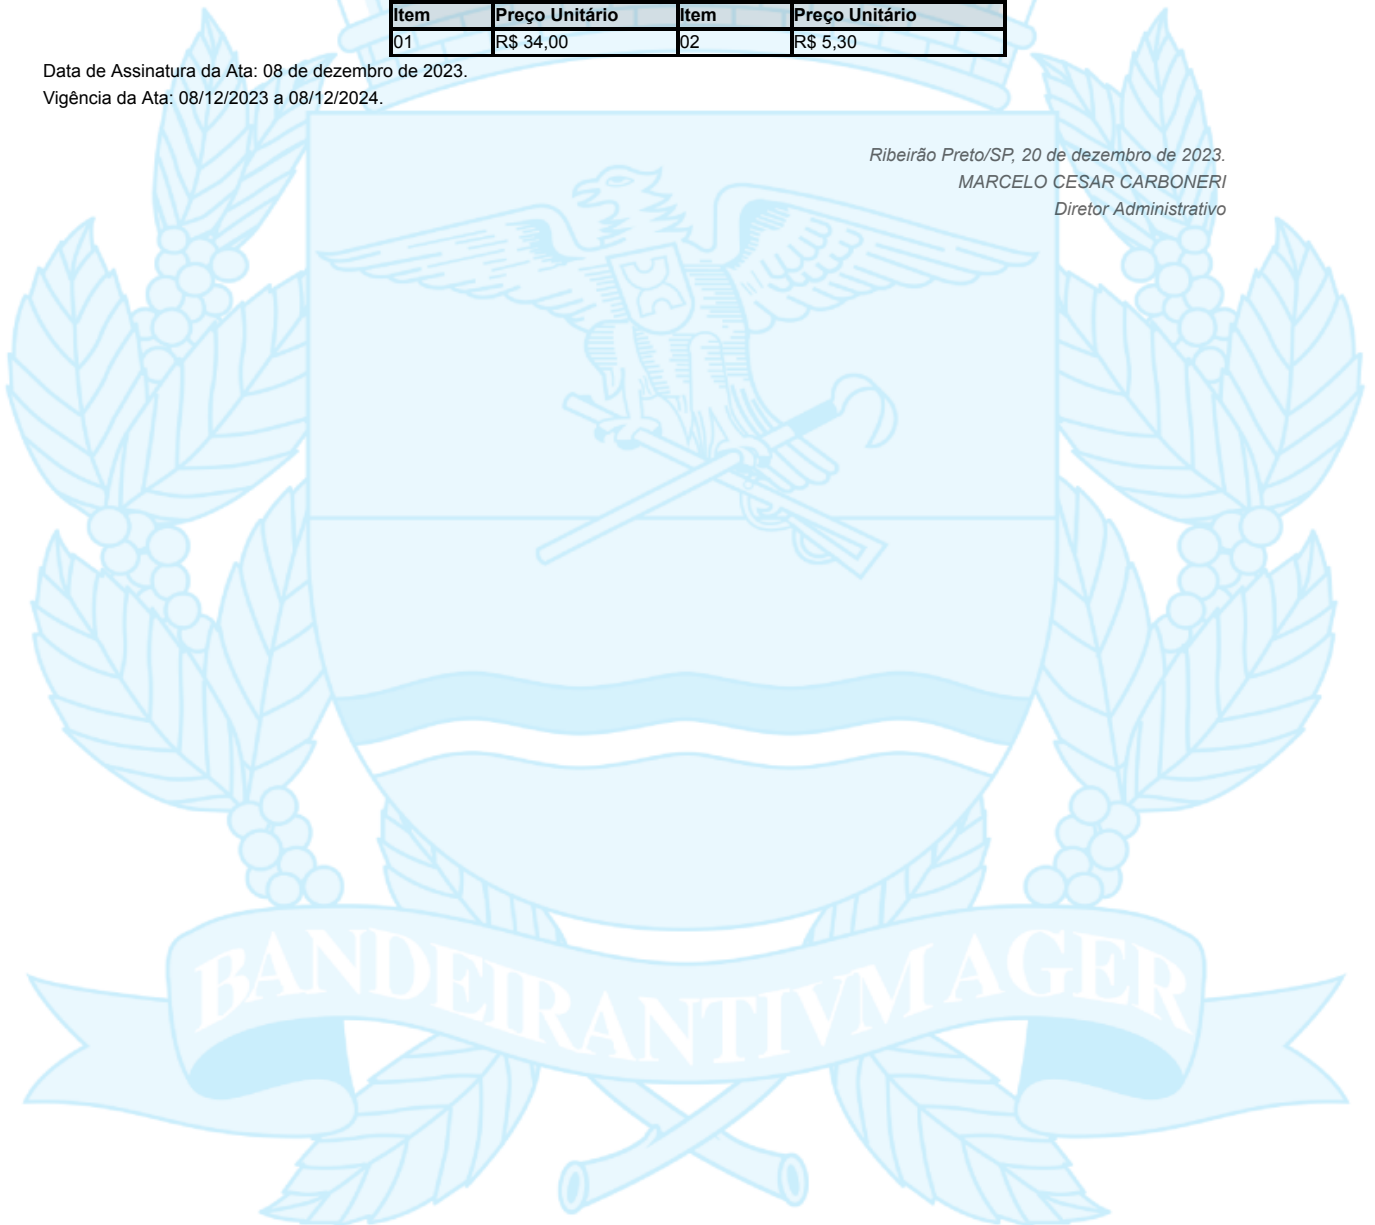 Item Preço Unitário Item Preço Unitário
01 R$ 34,00 02 R$ 5,30
Data de Assinatura da Ata: 08 de dezembro de 2023.
Vigência da Ata: 08/12/2023 a 08/12/2024.
Ribeirão Preto/SP, 20 de dezembro de 2023.
MARCELO CESAR CARBONERI
Diretor Administrativo
BANDEIRANTIVM AGER